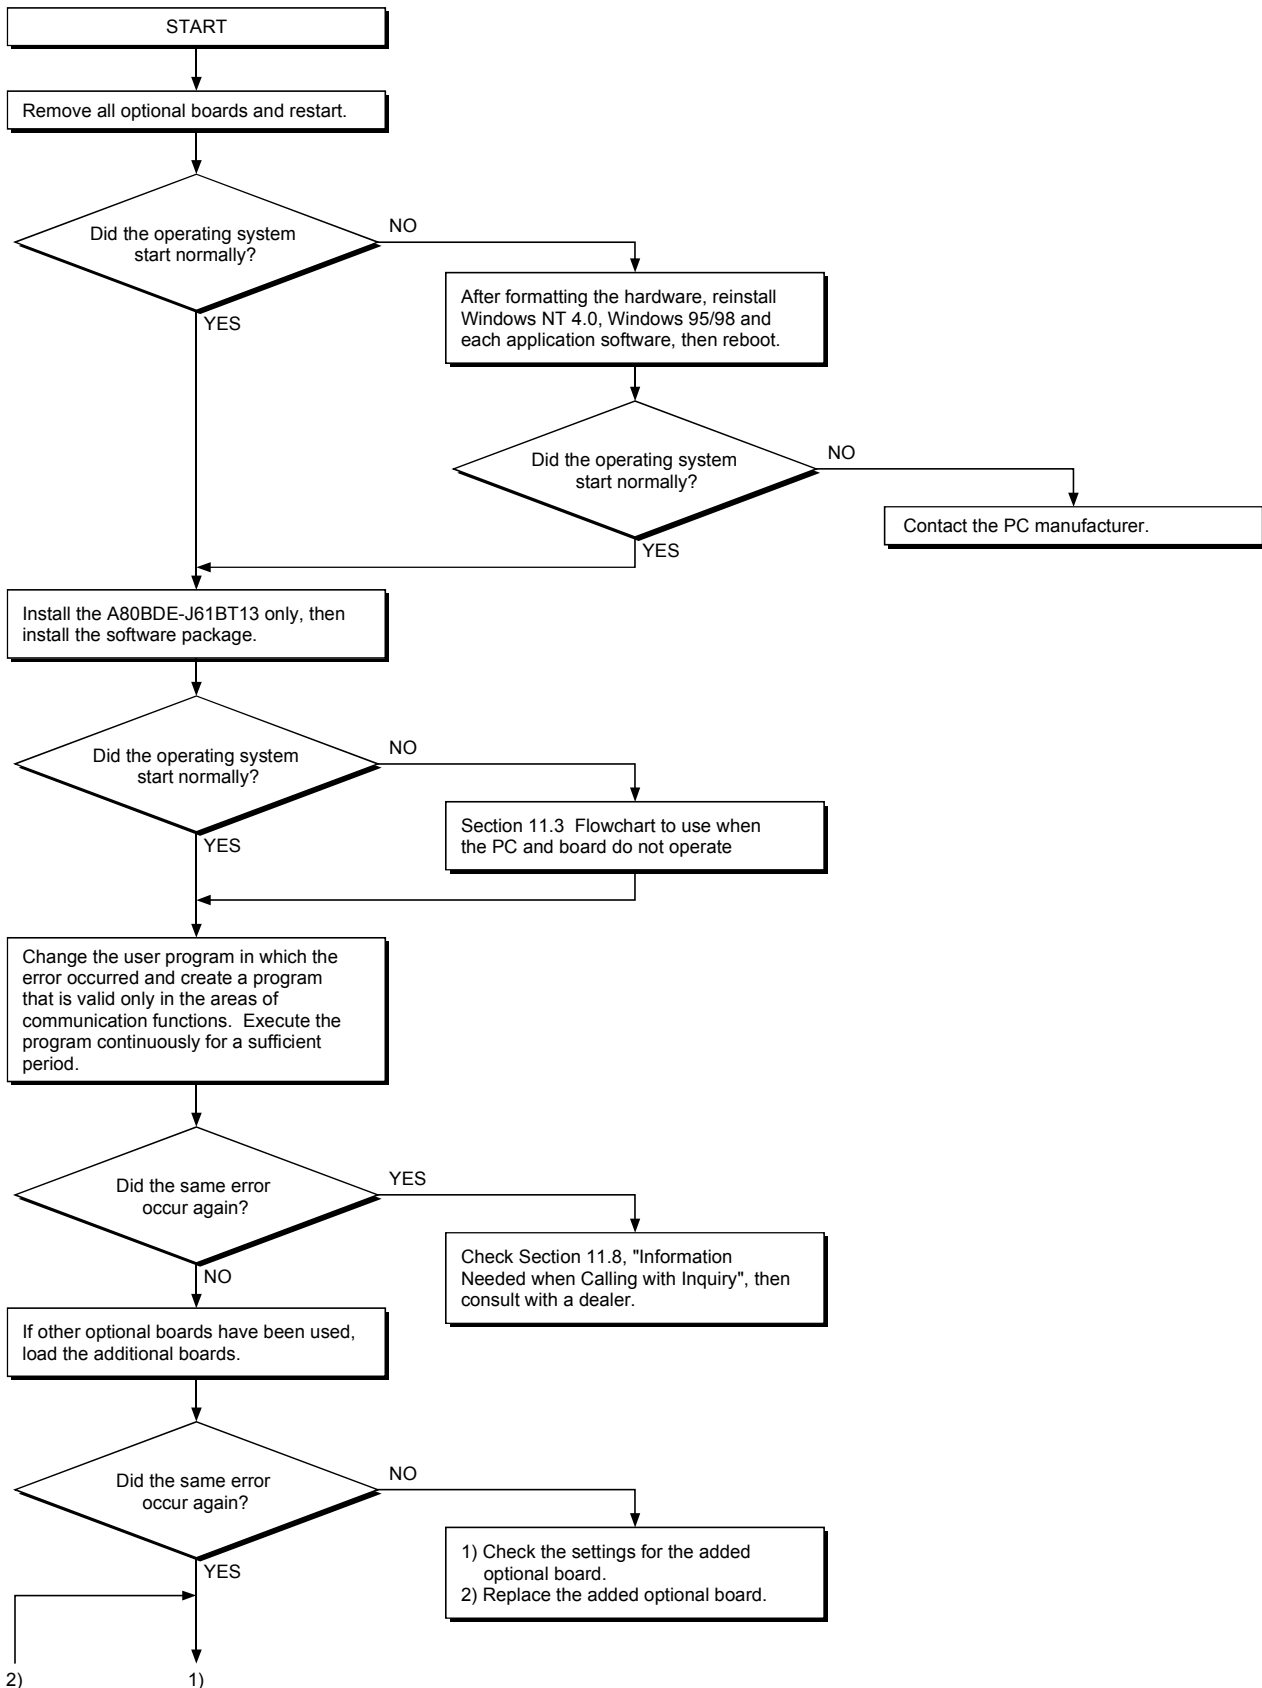 START
Remove all optional boards and restart.
Did the operating system
start normally?
NO
YES
After formatting the hardware, reinstall
Windows NT 4.0, Windows 95/98 and
each application software, then reboot.
Did the operating system
start normally?
NO
YES
Contact the PC manufacturer.
Install the A80BDE-J61BT13 only, then
install the software package.
Did the operating system
start normally?
NO
YES
Section 11.3  Flowchart to use when
the PC and board do not operate
Change the user program in which the
error occurred and create a program
that is valid only in the areas of
communication functions.  Execute the
program continuously for a sufficient
period.
Did the same error
occur again?
YES
NO
Check Section 11.8, "Information
Needed when Calling with Inquiry", then
consult with a dealer.
If other optional boards have been used,
load the additional boards.
Did the same error
occur again?
NO
YES
1) Check the settings for the added
optional board.
2) Replace the added optional board.
2)
1)